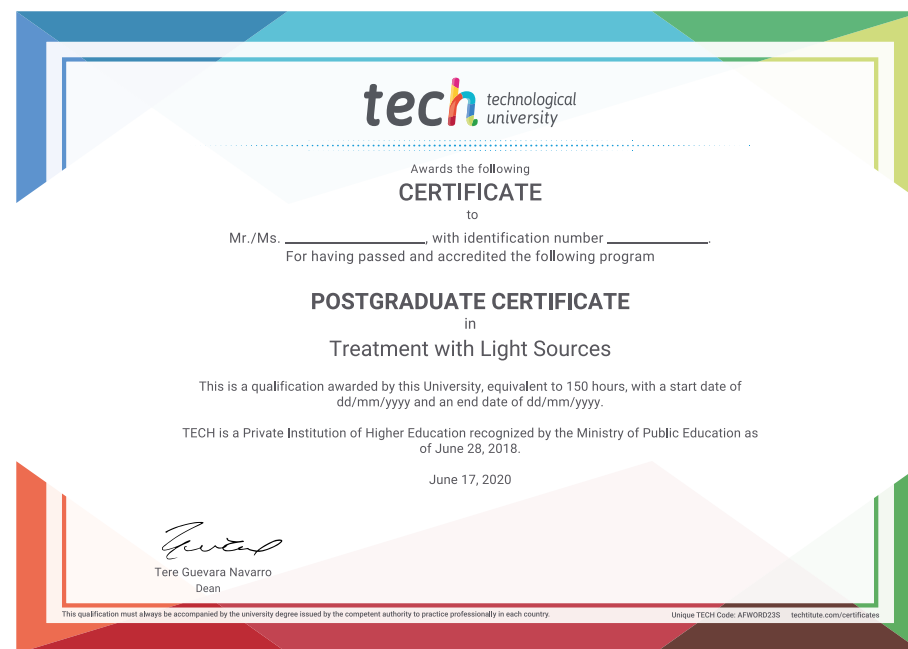 tech technological
university
Awards the following
CERTIFICATE
to
Mr./Ms. ____________________, with identification number ______________.
For having passed and accredited the following program
POSTGRADUATE CERTIFICATE
in
Treatment with Light Sources
This is a qualification awarded by this University, equivalent to 150 hours, with a start date of
dd/mm/yyyy and an end date of dd/mm/yyyy.
TECH is a Private Institution of Higher Education recognized by the Ministry of Public Education as
of June 28, 2018.
June 17, 2020
Tere Guevara Navarro
Dean
This qualification must always be accompanied by the university degree issued by the competent authority to practice professionally in each country. Unique TECH Code: AFWORD23S techtitute.com/certificates